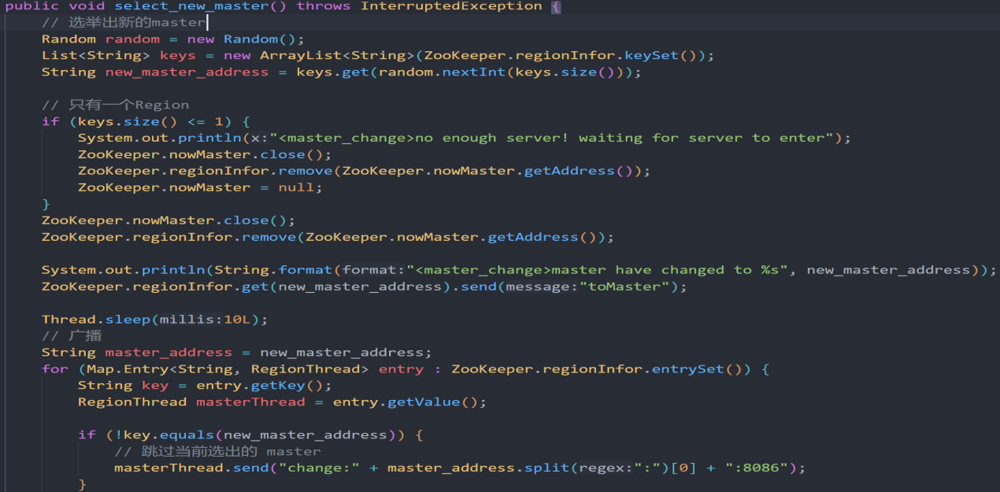 public void select_new_master() throws InterruptedException {
// 选举出新的master
Random random = new Random();
List<String> keys = new ArrayList<String>(ZooKeeper.regionInfor.keySet());
String new_master_address = keys.get(random.nextInt(keys.size()));
// 只有一个Region
if (keys.size() <= 1) {
System.out.println(x:"<master_change>no enough server! waiting for server to enter");
ZooKeeper.nowMaster.close();
ZooKeeper.regionInfor.remove(ZooKeeper.nowMaster.getAddress());
ZooKeeper.nowMaster = null;
}
ZooKeeper.nowMaster.close();
ZooKeeper.regionInfor.remove(ZooKeeper.nowMaster.getAddress());
System.out.println(String.format(format:"<master_change>master have changed to %s", new_master_address));
ZooKeeper.regionInfor.get(new_master_address).send(message:"toMaster");
Thread.sleep(millis:10L);
// 广播
String master_address = new_master_address;
for (Map.Entry<String, RegionThread> entry : ZooKeeper.regionInfor.entrySet()) {
String key = entry.getKey();
RegionThread masterThread = entry.getValue();
if (!key.equals(new_master_address)) {
// 跳过当前选出的 master
masterThread.send("change:" + master_address.split(regex:":")[0] + ":8086");
}